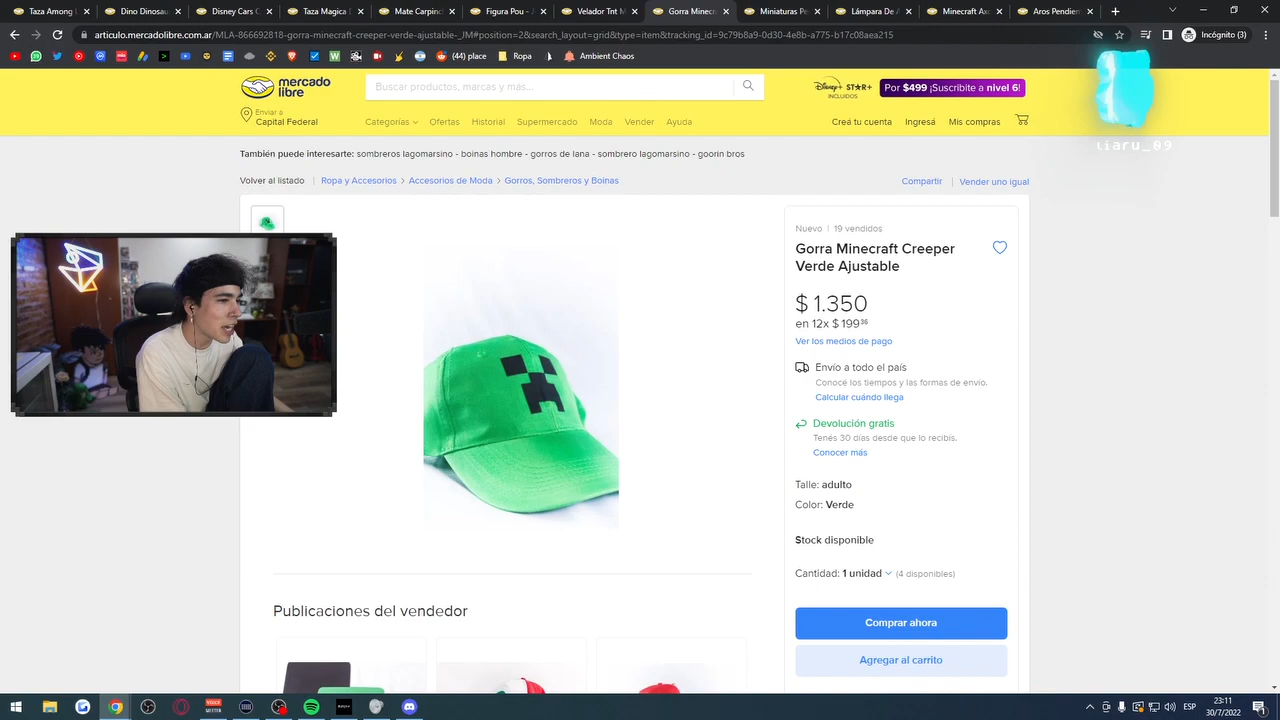 Taza Among
Dino Dinosau
Disney Cars C
Taza Minecr
Mate Carpinc
Figura Pou -
Velador Tnt M
Gorra Minecr
Miniaturas Pe
Lámpara De A
Minecraft Axo
Aros Pendien
articulo.mercadolibre.com.ar/MLA-866692818-gorra-minecraft-creeper-verde-ajustable-_JM#position=2&search_layout=grid&type=item&tracking_id=9c79b8a9-0d30-4e8b-a775-b17c08aea215
Incógnito (3)
(44) place
Ropa
Ambient Chaos
mercado
libre
Buscar productos, marcas y más...
Disney+ STAR+
INCLUIDOS
Por $499 ¡Suscribite a nivel 6!
Enviar a
Capital Federal
Categorías
Ofertas
Historial
Supermercado
Moda
Vender
Ayuda
Creá tu cuenta
Ingresá
Mis compras
También puede interesarte: sombreros lagomarsino - boinas hombre - gorros de lana - sombrero lagomarsino - goorin bros
Volver al listado | Ropa y Accesorios > Accesorios de Moda > Gorros, Sombreros y Boinas
Compartir | Vender uno igual
Nuevo | 19 vendidos
Gorra Minecraft Creeper
Verde Ajustable
$ 1.350
en 12x $ 199 36
Ver los medios de pago
Envío a todo el país
Conocé los tiempos y las formas de envío.
Calcular cuándo llega
Devolución gratis
Tenés 30 días desde que lo recibís.
Conocer más
Talle: adulto
Color: Verde
Stock disponible
Cantidad: 1 unidad (4 disponibles)
Comprar ahora
Agregar al carrito
Publicaciones del vendedor
ESP
23:11
30/7/2022